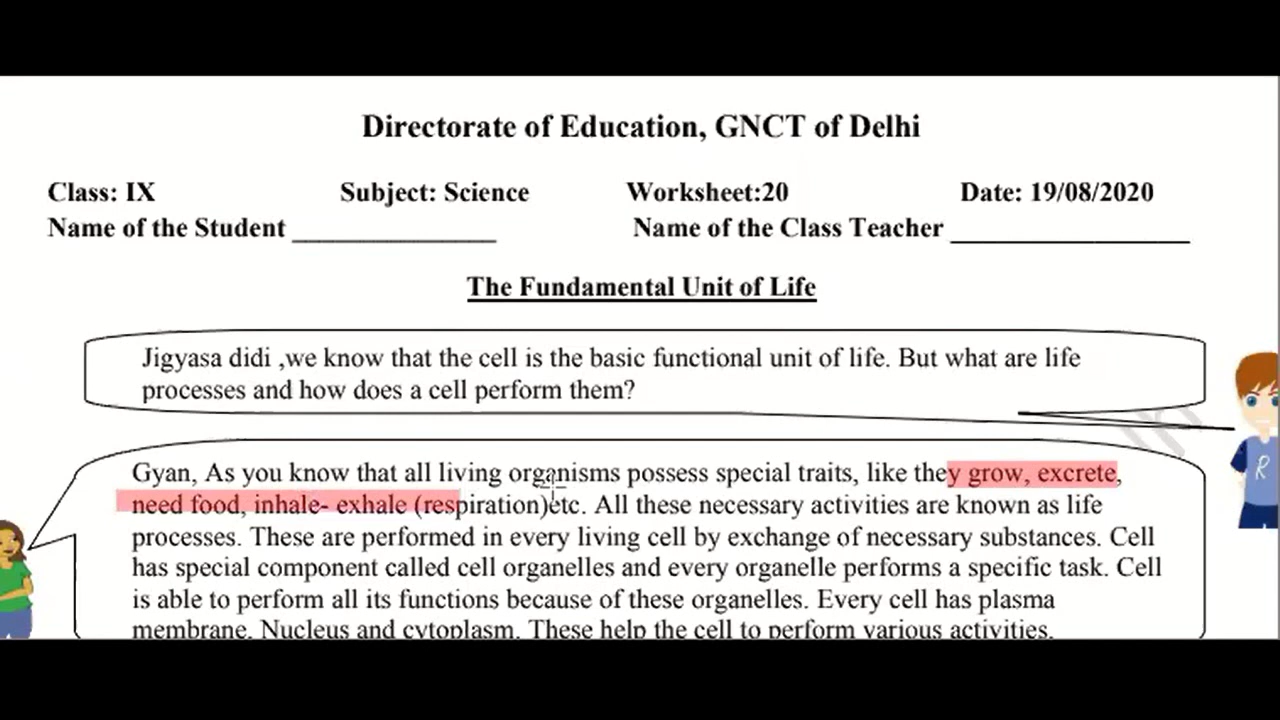 Directorate of Education, GNCT of Delhi
Class: IX Subject: Science Worksheet:20 Date: 19/08/2020
Name of the Student _______________ Name of the Class Teacher _________________
The Fundamental Unit of Life
Jigyasa didi ,we know that the cell is the basic functional unit of life. But what are life
processes and how does a cell perform them?
Gyan, As you know that all living organisms possess special traits, like they grow, excrete,
need food, inhale- exhale (respiration)etc. All these necessary activities are known as life
processes. These are performed in every living cell by exchange of necessary substances. Cell
has special component called cell organelles and every organelle performs a specific task. Cell
is able to perform all its functions because of these organelles. Every cell has plasma
membrane, Nucleus and cytoplasm. These help the cell to perform various activities.
R